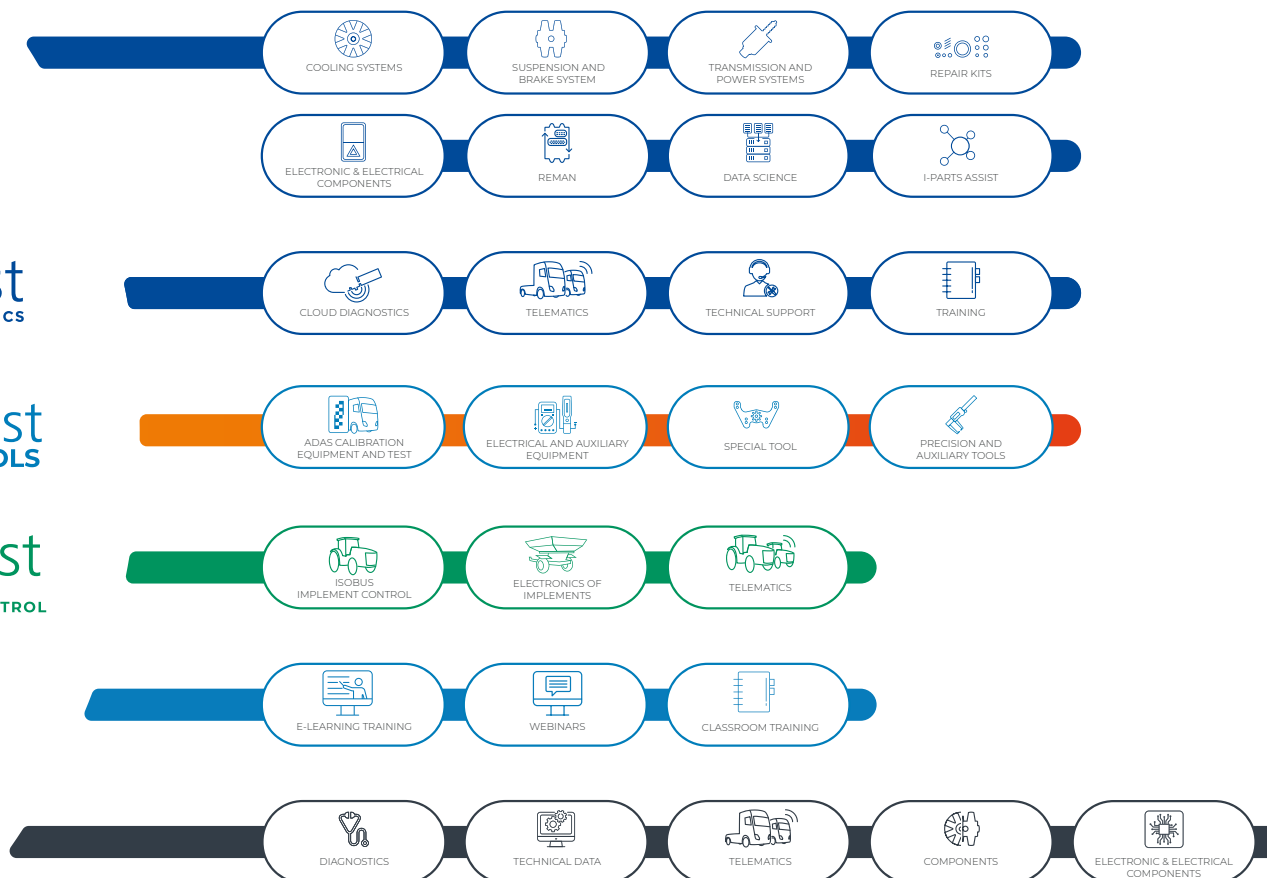 COOLING SYSTEMS
SUSPENSION AND
BRAKE SYSTEM
TRANSMISSION AND
POWER SYSTEMS
REPAIR KITS
ELECTRONIC & ELECTRICAL
COMPONENTS
REMAN
DATA SCIENCE
I-PARTS ASSIST
st
CS
CLOUD DIAGNOSTICS
TELEMATICS
TECHNICAL SUPPORT
TRAINING
st
OLS
ADAS CALIBRATION
EQUIPMENT AND TEST
ELECTRICAL AND AUXILIARY
EQUIPMENT
SPECIAL TOOL
PRECISION AND
AUXILIARY TOOLS
st
TROL
ISOBUS
IMPLEMENT CONTROL
ELECTRONICS OF
IMPLEMENTS
TELEMATICS
E-LEARNING TRAINING
WEBINARS
CLASSROOM TRAINING
DIAGNOSTICS
TECHNICAL DATA
TELEMATICS
COMPONENTS
ELECTRONIC & ELECTRICAL
COMPONENTS